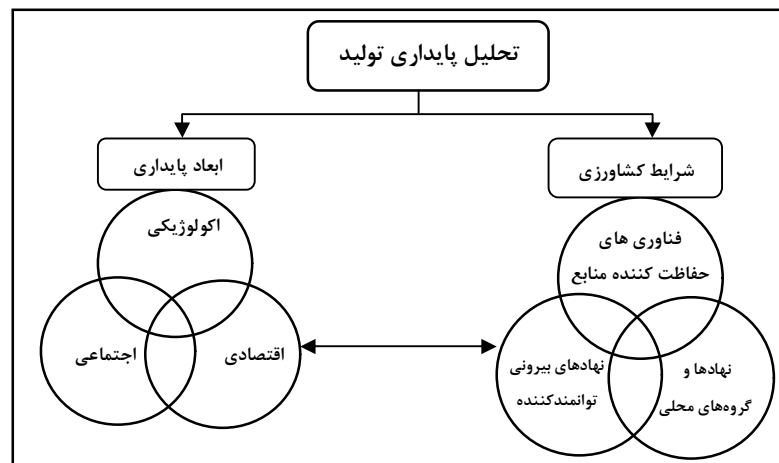 تحلیل پایداری تولید
شرایط کشاورزی
ابعاد پایداری
فناوری های
حفاظت کننده منابع
نهادها و
گروه‌های محلی
نهادهای بیرونی
توانمندکننده
اکولوژیکی
اقتصادی
اجتماعی